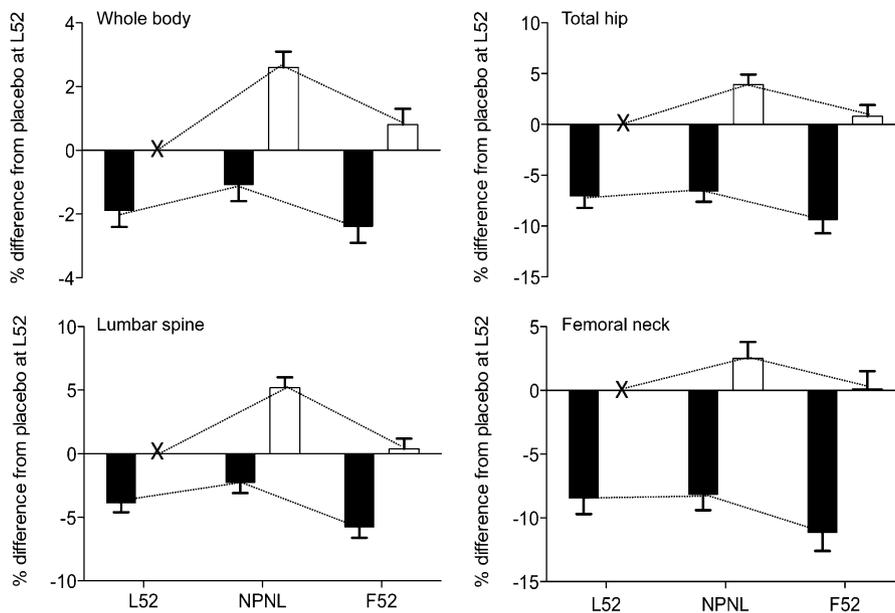 Whole body
% difference from placebo at L52
4
2
0
-2
-4
X
Total hip
% difference from placebo at L52
10
5
0
-5
-10
-15
X
Lumbar spine
% difference from placebo at L52
10
5
0
-5
-10
X
L52 NPNL F52
Femoral neck
% difference from placebo at L52
5
0
-5
-10
-15
X
L52 NPNL F52